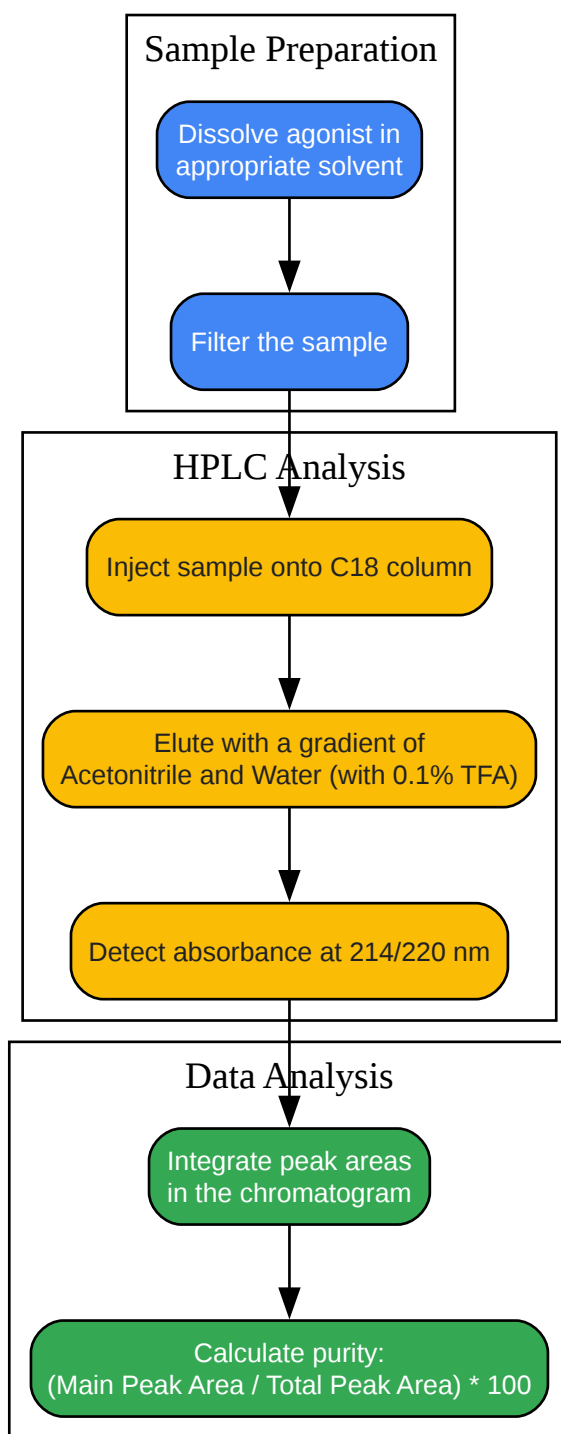 Sample Preparation
Dissolve agonist in
appropriate solvent
Filter the sample
HPLC Analysis
Inject sample onto C18 column
Elute with a gradient of
Acetonitrile and Water (with 0.1% TFA)
Detect absorbance at 214/220 nm
Data Analysis
Integrate peak areas
in the chromatogram
Calculate purity:
(Main Peak Area / Total Peak Area) * 100